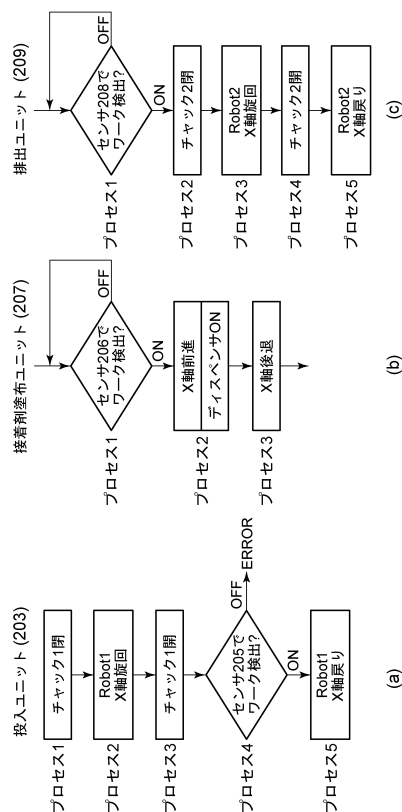 投入ユニット (203)
プロセス1
チャック1閉
プロセス2
Robot1
X軸旋回
プロセス3
チャック1開
プロセス4
センサ205で
ワーク検出?
OFF
ERROR
ON
プロセス5
Robot1
X軸戻り
(a)
接着剤塗布ユニット (207)
プロセス1
センサ206で
ワーク検出?
OFF
ON
プロセス2
X軸前進
ディスペンサON
プロセス3
X軸後退
(b)
排出ユニット (209)
プロセス1
センサ208で
ワーク検出?
OFF
ON
プロセス2
チャック2閉
プロセス3
Robot2
X軸旋回
プロセス4
チャック2開
プロセス5
Robot2
X軸戻り
(c)